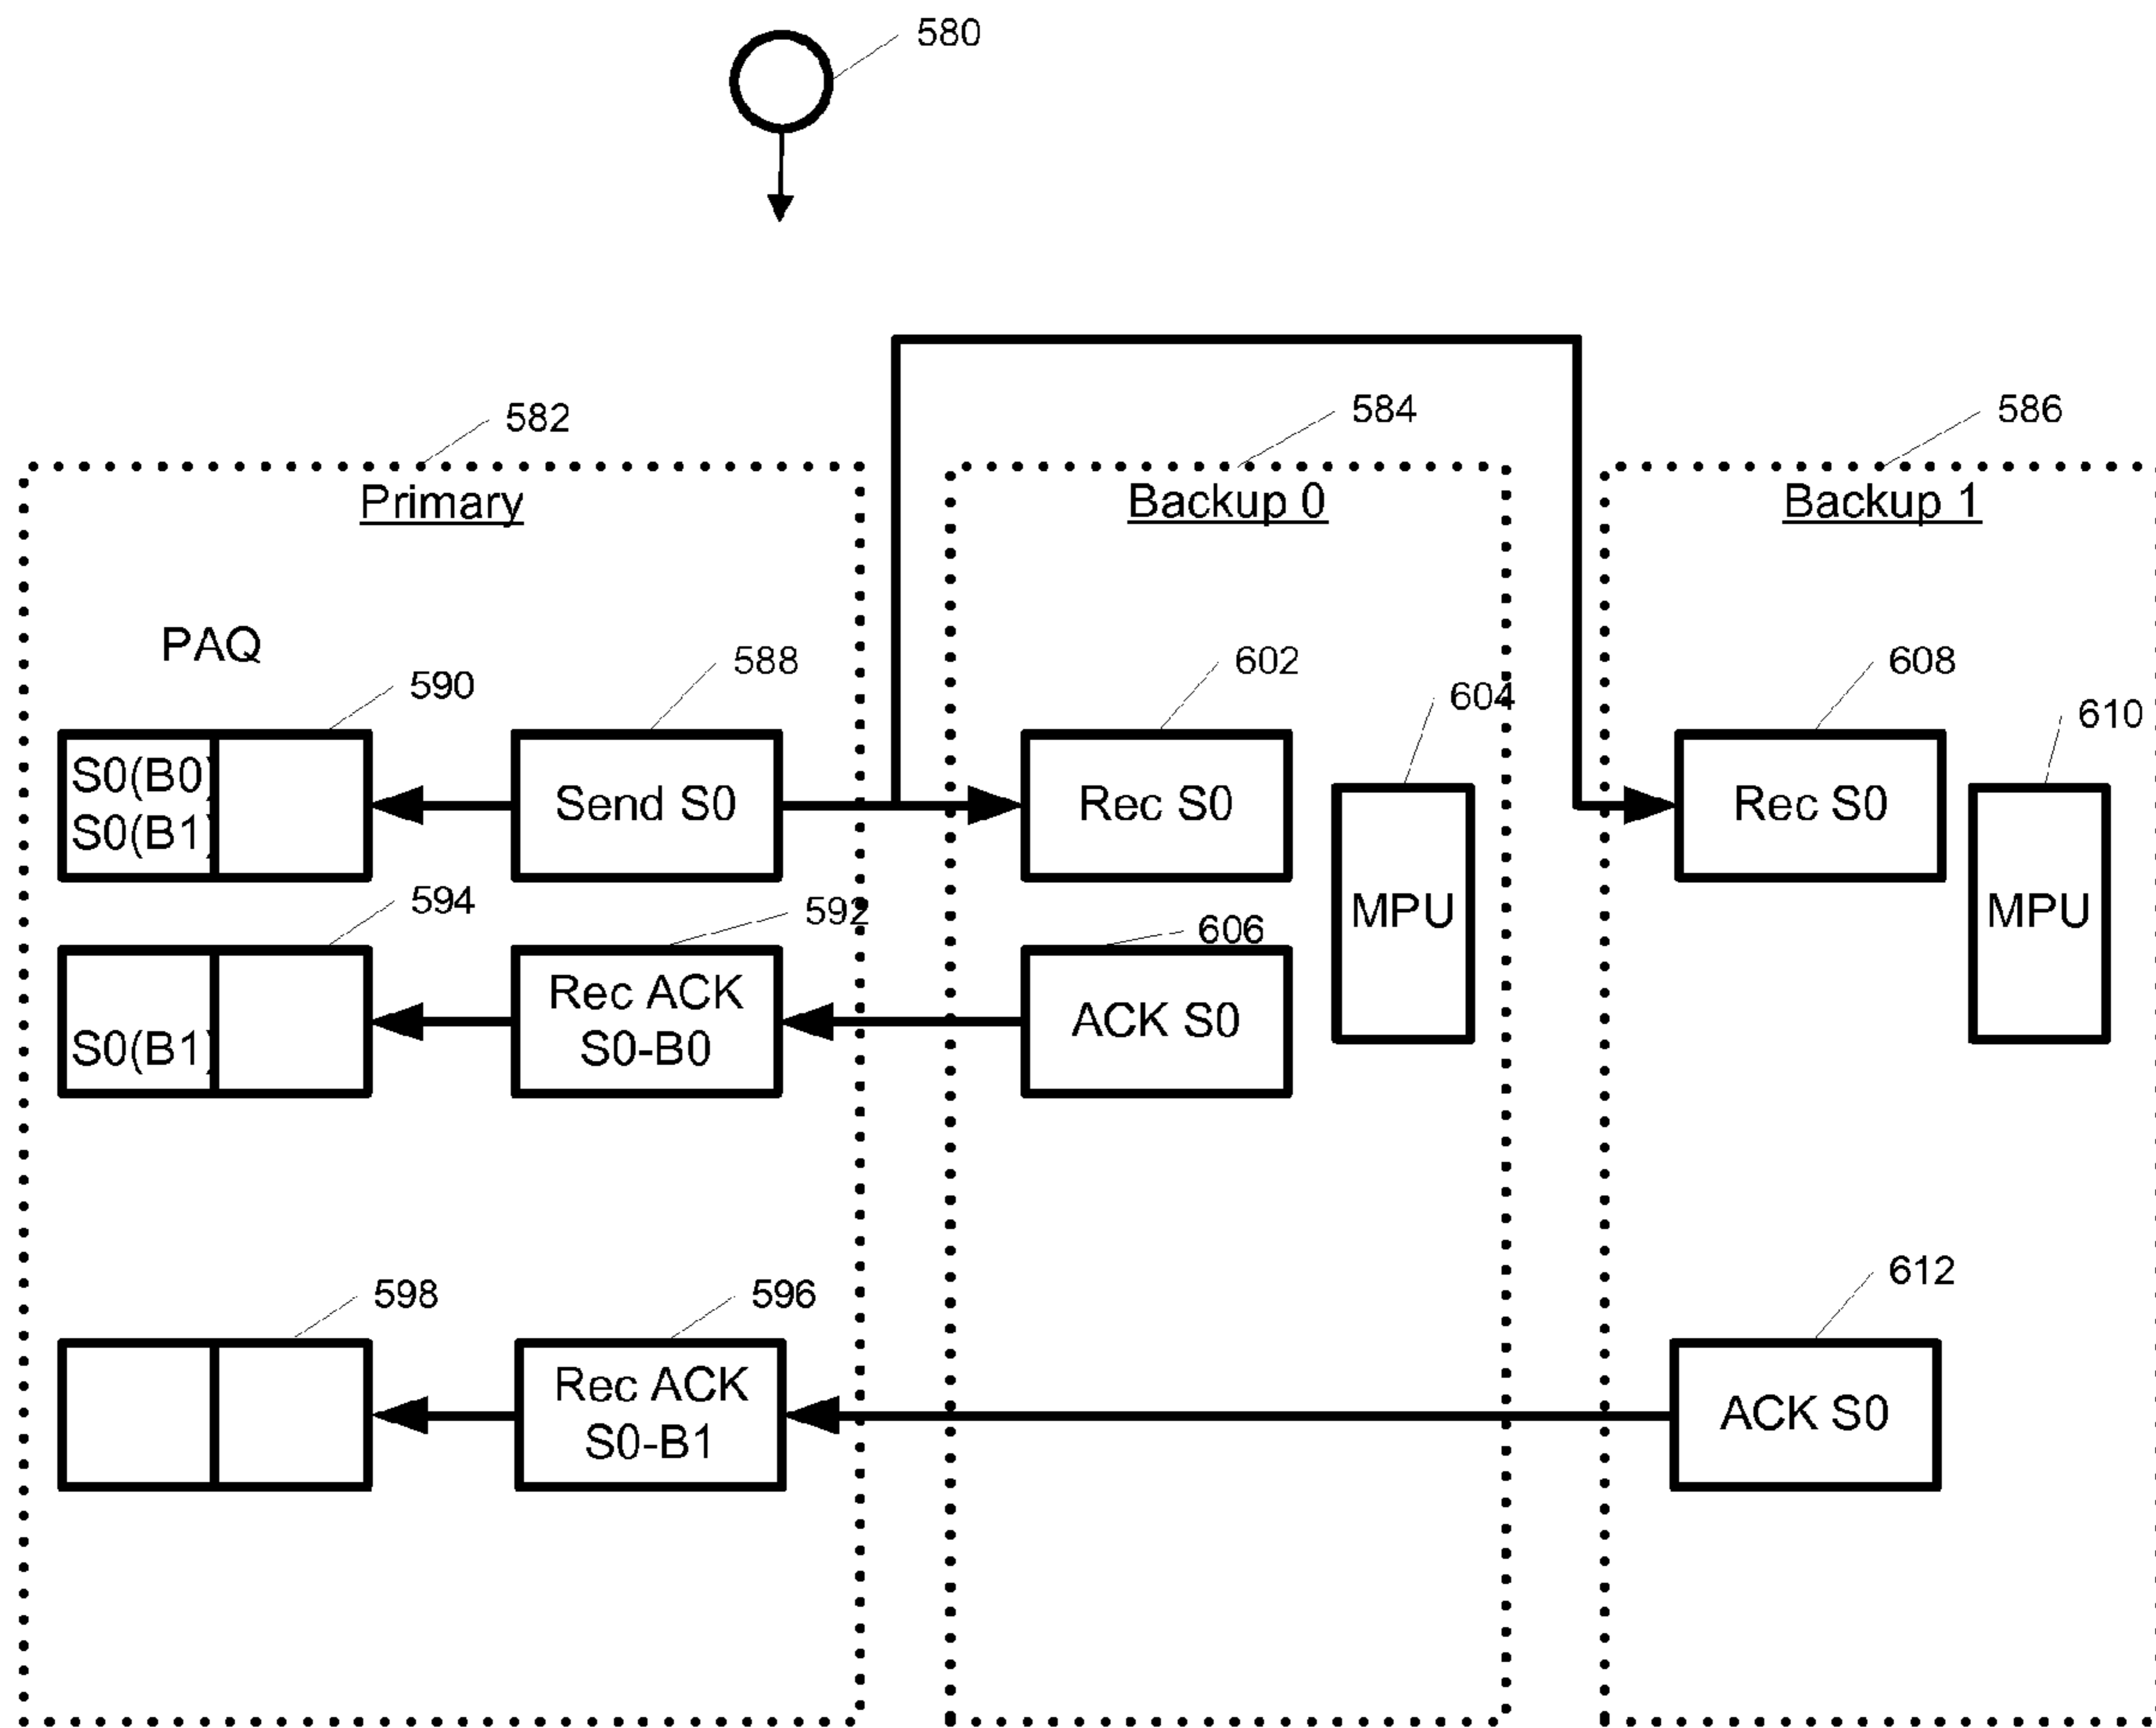 580
582
584
586
Primary
Backup 0
Backup 1
PAQ
590
588
602
604
608
610
S0(B0)
S0(B1)
Send S0
Rec S0
Rec S0
MPU
MPU
594
592
606
S0(B1)
Rec ACK
S0-B0
ACK S0
598
596
612
Rec ACK
S0-B1
ACK S0